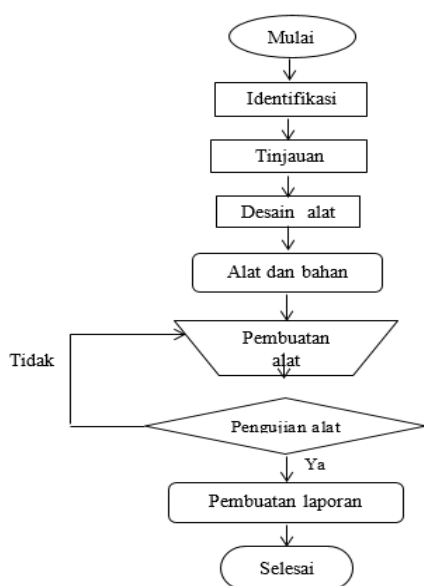 Mulai
Identifikasi
Tinjauan
Desain alat
Alat dan bahan
Pembuatan
alat
Tidak
Pengujian alat
Ya
Pembuatan laporan
Selesai